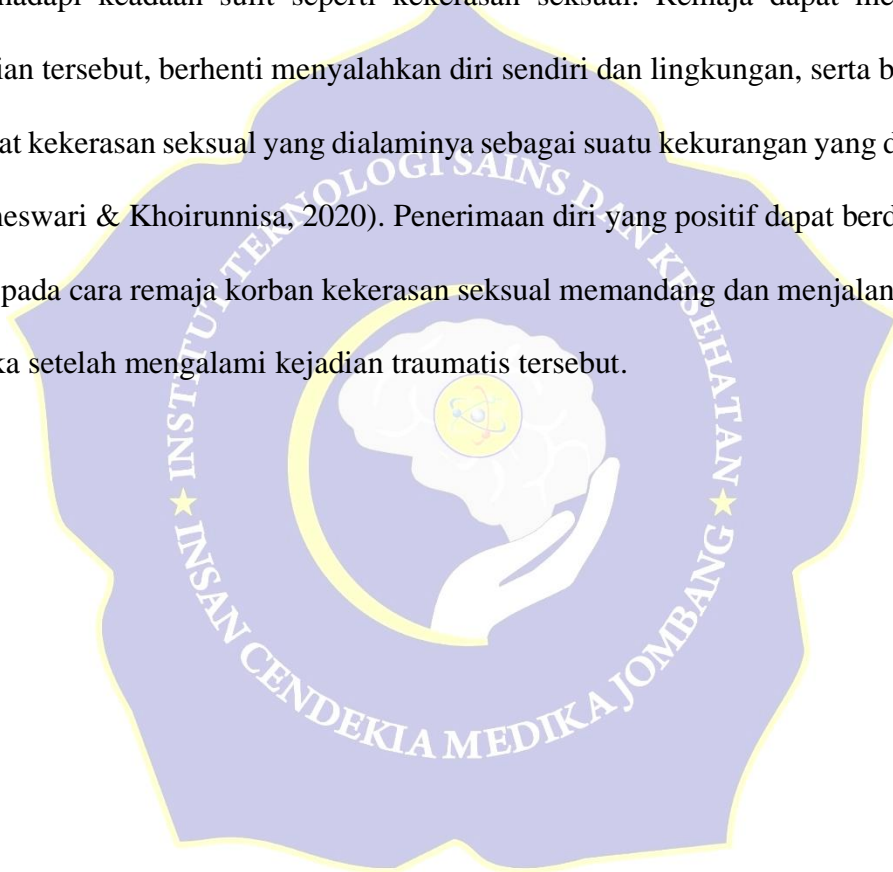 hadapi keadaan sulit seperti kekerasan seksual. Remaja dapat
ian tersebut, berhenti menyalahkan diri sendiri dan lingkungan, serta
at kekerasan seksual yang dialaminya sebagai suatu kekurangan yang
neswari & Khoirunnisa, 2020). Penerimaan diri yang positif dapat
pada cara remaja korban kekerasan seksual memandang dan menjalan
ka setelah mengalami kejadian traumatis tersebut.
INSTITUT TEKNOLOGI SAINS DAN KESEHATAN
INSAN CENDEKIA MEDIKA JOMBANG